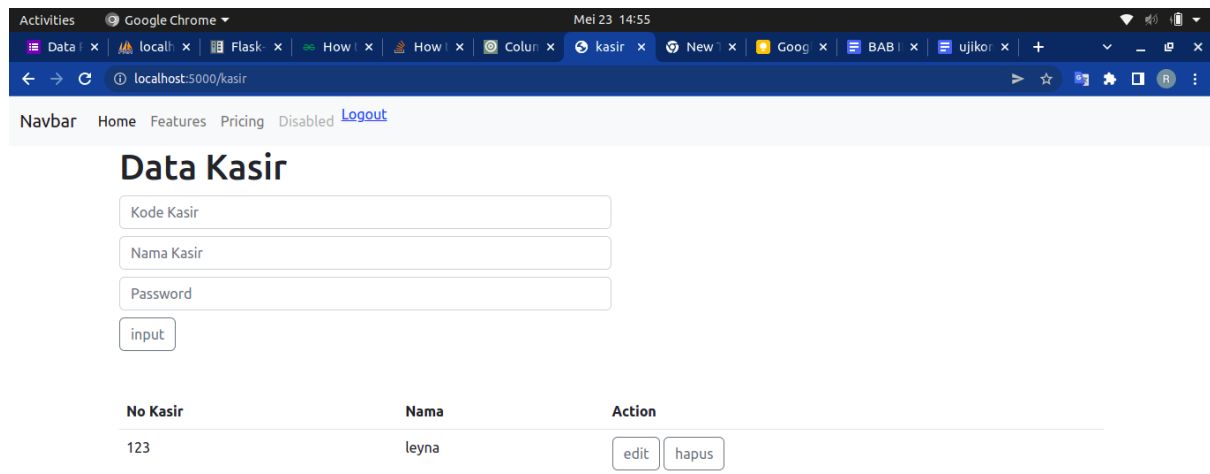 Activities Google Chrome Mei 23 14:55
Data F localh Flask- How t How t Colun kasir New T Goog BAB I ujikor
localhost:5000/kasir R
Navbar Home Features Pricing Disabled Logout
Data Kasir
Kode Kasir
Nama Kasir
Password
input
No Kasir Nama Action
123 leyna edit hapus